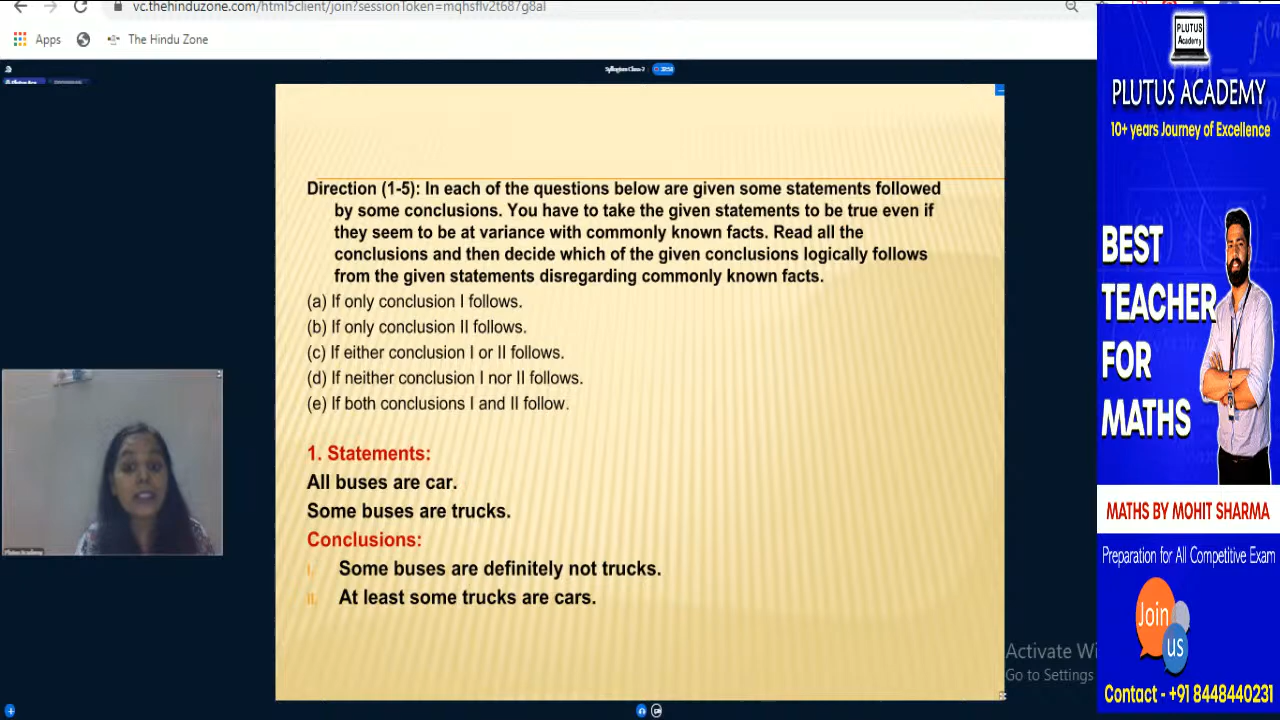 vc.thehinduzone.com/html5client/join?sessionToken=mqhsflv2t687g8al
Apps
The Hindu Zone
Syllogism Class-2
Direction (1-5): In each of the questions below are given some statements followed
by some conclusions. You have to take the given statements to be true even if
they seem to be at variance with commonly known facts. Read all the
conclusions and then decide which of the given conclusions logically follows
from the given statements disregarding commonly known facts.
(a) If only conclusion I follows.
(b) If only conclusion II follows.
(c) If either conclusion I or II follows.
(d) If neither conclusion I nor II follows.
(e) If both conclusions I and II follow.
1. Statements:
All buses are car.
Some buses are trucks.
Conclusions:
I. Some buses are definitely not trucks.
II. At least some trucks are cars.
Plutus Academy
Activate Wi
Go to Settings
PLUTUS
Academy
PLUTUS ACADEMY
10+ years Journey of Excellence
BEST
TEACHER
FOR
MATHS
MATHS BY MOHIT SHARMA
Preparation for All Competitive Exam
Join
us
Contact - +91 8448440231